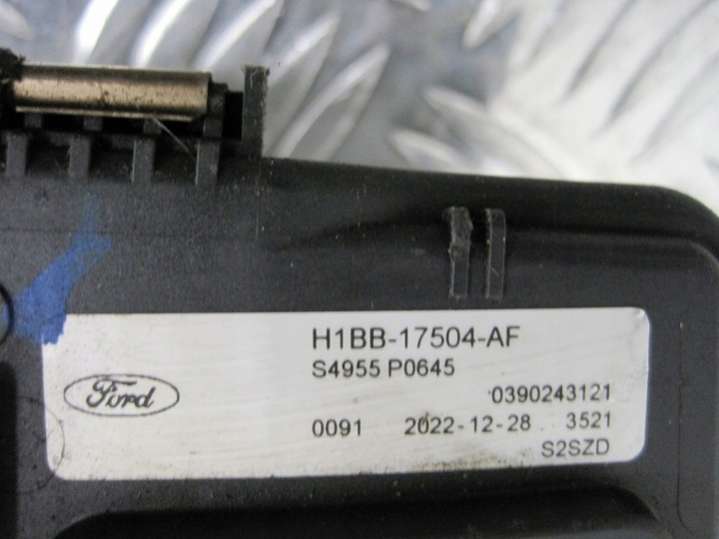 H1BB-17504-AF
S4955 P0645
Ford
0390243121
0091 2022-12-28 3521
S2SZD